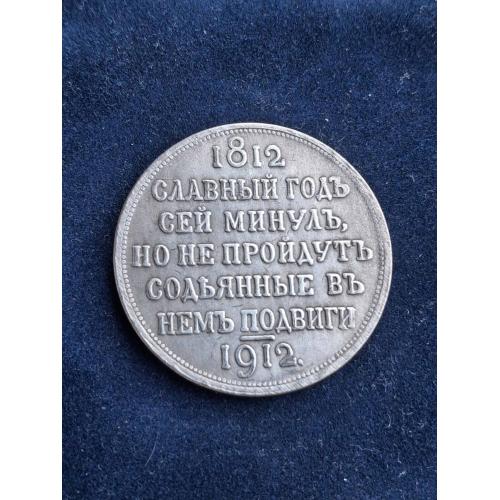 1812
СЛАВНЫЙ ГОДЪ
СЕЙ МИНУЛЪ,
НО НЕ ПРОЙДУТЪ
СОДѢЯННЫЕ ВЪ
НЕМЪ ПОДВИГИ
1912.